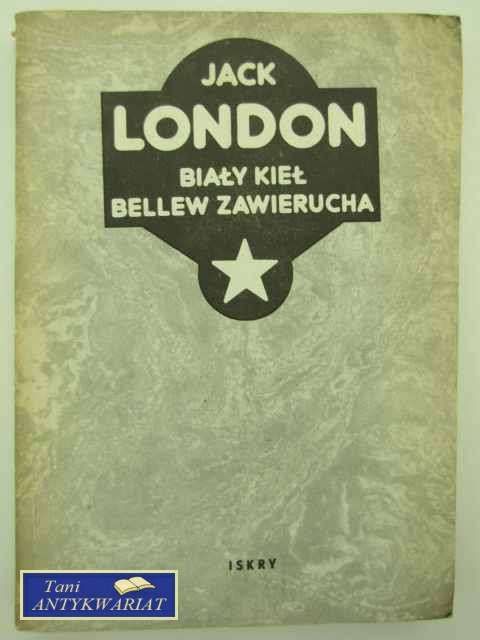 JACK
LONDON
BIAŁY KIEŁ
BELLEW ZAWIERUCHA
ISKRY
Tani
ANTYKWARIAT